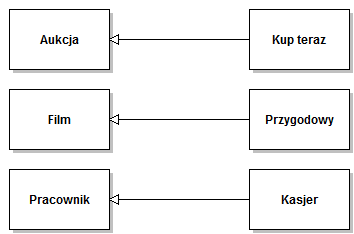 Aukcja
Kup teraz
Film
Przygodowy
Pracownik
Kasjer